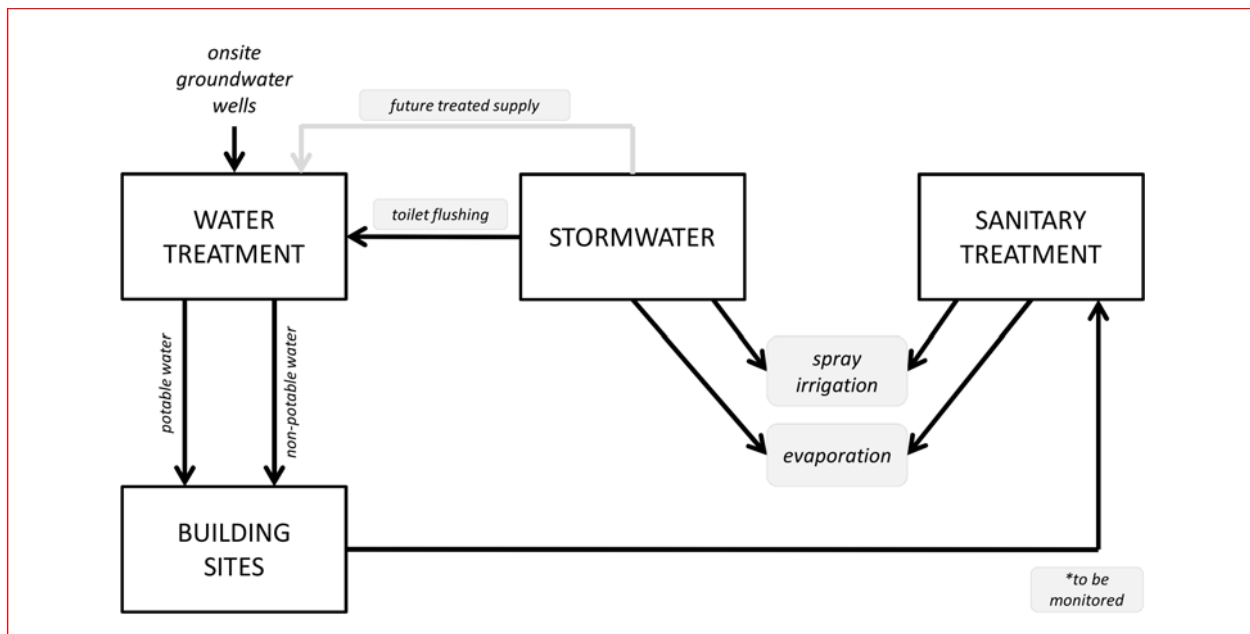 onsite
groundwater
wells
future treated supply
WATER
TREATMENT
toilet flushing
STORMWATER
SANITARY
TREATMENT
potable water
non-potable water
spray
irrigation
evaporation
BUILDING
SITES
*to be
monitored